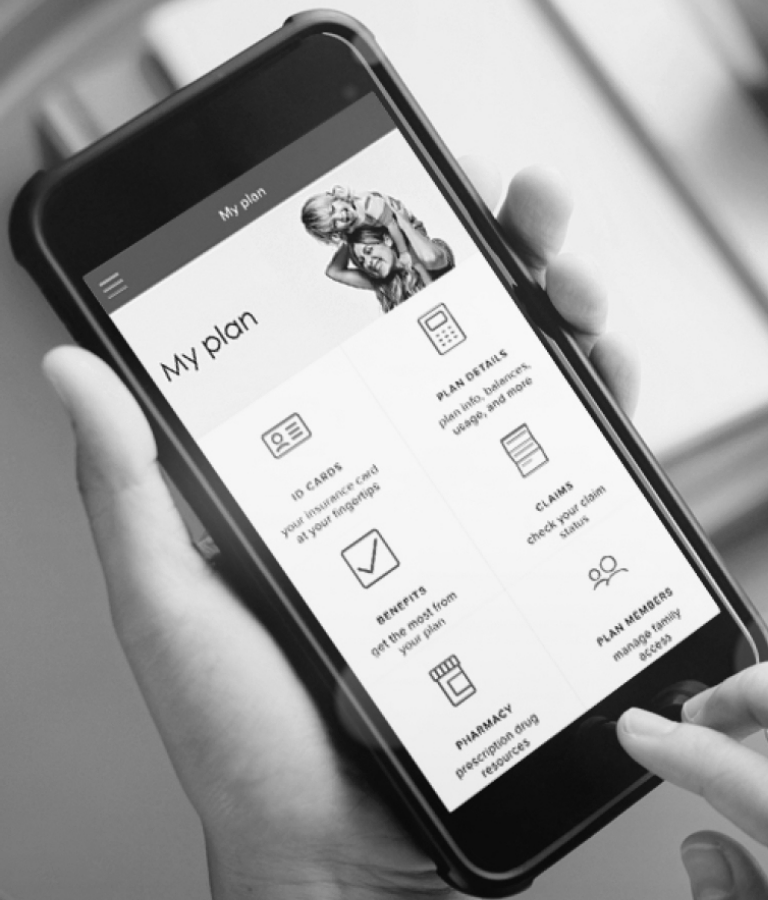 My plan
My plan
ID CARDS
your insurance card
at your fingertips
PLAN DETAILS
plan info, balances,
usage, and more
BENEFITS
get the most from
your plan
CLAIMS
check your claim
status
PHARMACY
prescription drug
resources
PLAN MEMBERS
manage family
access